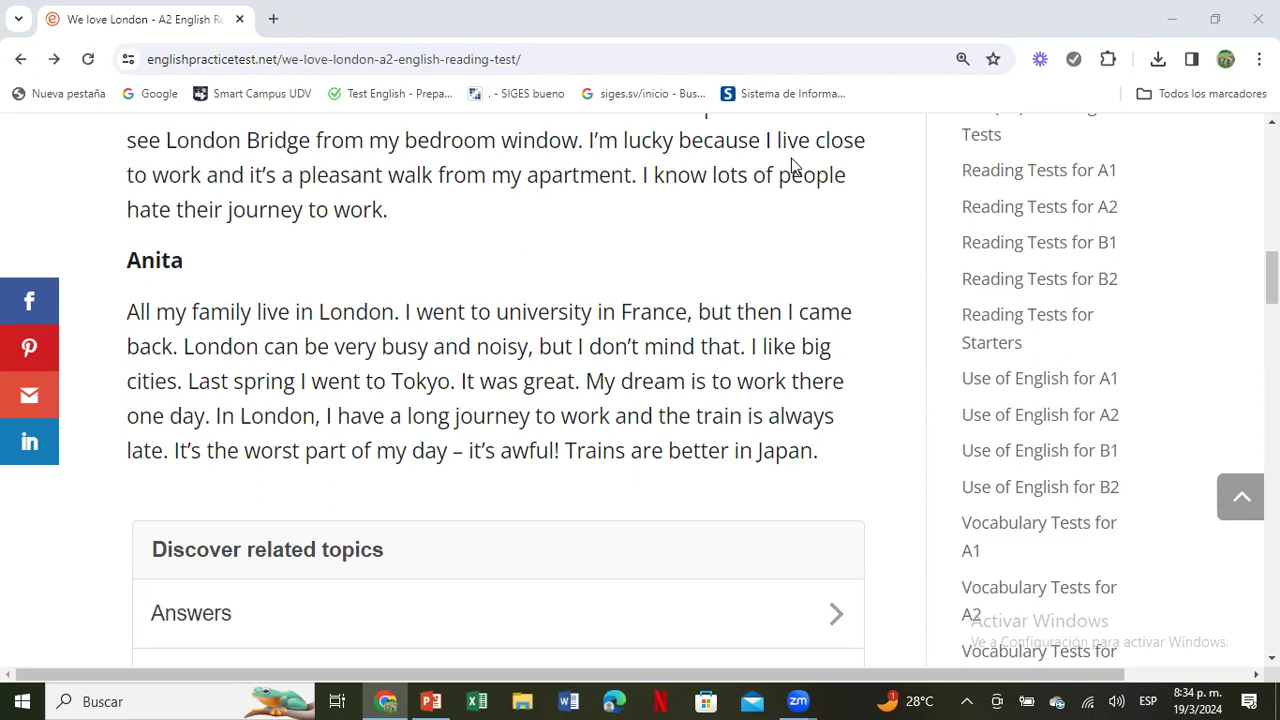 We love London - A2 English Re
englishpracticetest.net/we-love-london-a2-english-reading-test/
Nueva pestaña
Google
Smart Campus UDV
Test English - Prepa...
. - SIGES bueno
siges.sv/inicio - Bus...
Sistema de Informa...
Todos los marcadores
see London Bridge from my bedroom window. I'm lucky because I live close
to work and it's a pleasant walk from my apartment. I know lots of people
hate their journey to work.
Anita
All my family live in London. I went to university in France, but then I came
back. London can be very busy and noisy, but I don't mind that. I like big
cities. Last spring I went to Tokyo. It was great. My dream is to work there
one day. In London, I have a long journey to work and the train is always
late. It's the worst part of my day – it's awful! Trains are better in Japan.
Discover related topics
Answers
Tests
Reading Tests for A1
Reading Tests for A2
Reading Tests for B1
Reading Tests for B2
Reading Tests for
Starters
Use of English for A1
Use of English for A2
Use of English for B1
Use of English for B2
Vocabulary Tests for
A1
Vocabulary Tests for
A2
Vocabulary Tests for
Activar Windows
Ve a Configuración para activar Windows.
Buscar
28°C
ESP
8:34 p. m.
19/3/2024